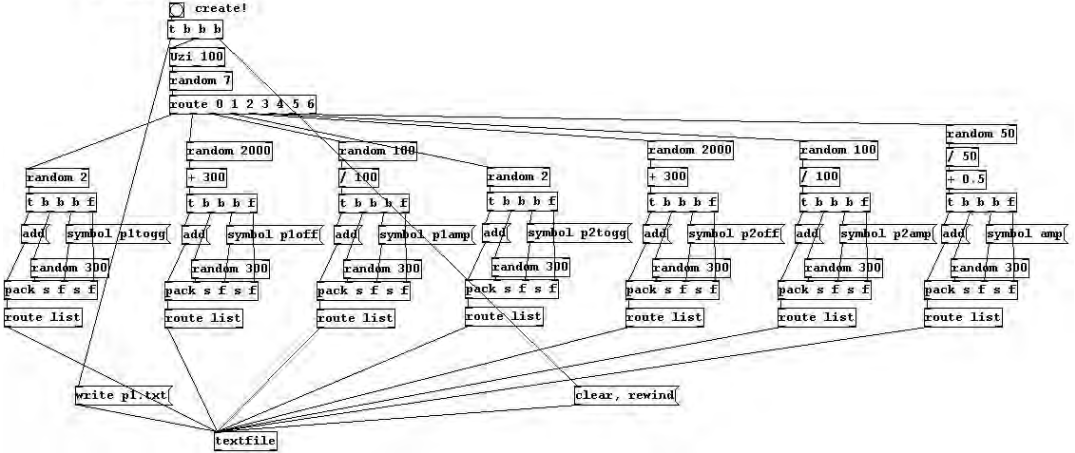 create!
t b b b
Uzi 100
random 7
route 0 1 2 3 4 5 6
random 50
random 2000
random 100
random 2000
random 100
/ 50
random 2
+ 300
/ 100
random 2
+ 300
/ 100
+ 0.5
t b b b f
t b b b f
t b b b f
t b b b f
t b b b f
t b b b f
t b b b f
add
symbol p1togg
add
symbol p1off
add
symbol p1amp
add
symbol p2togg
add
symbol p2off
add
symbol p2amp
add
symbol amp
random 300
random 300
random 300
random 300
random 300
random 300
random 300
pack s f s f
pack s f s f
pack s f s f
pack s f s f
pack s f s f
pack s f s f
pack s f s f
route list
route list
route list
route list
route list
route list
route list
write p1.txt
clear, rewind
textfile